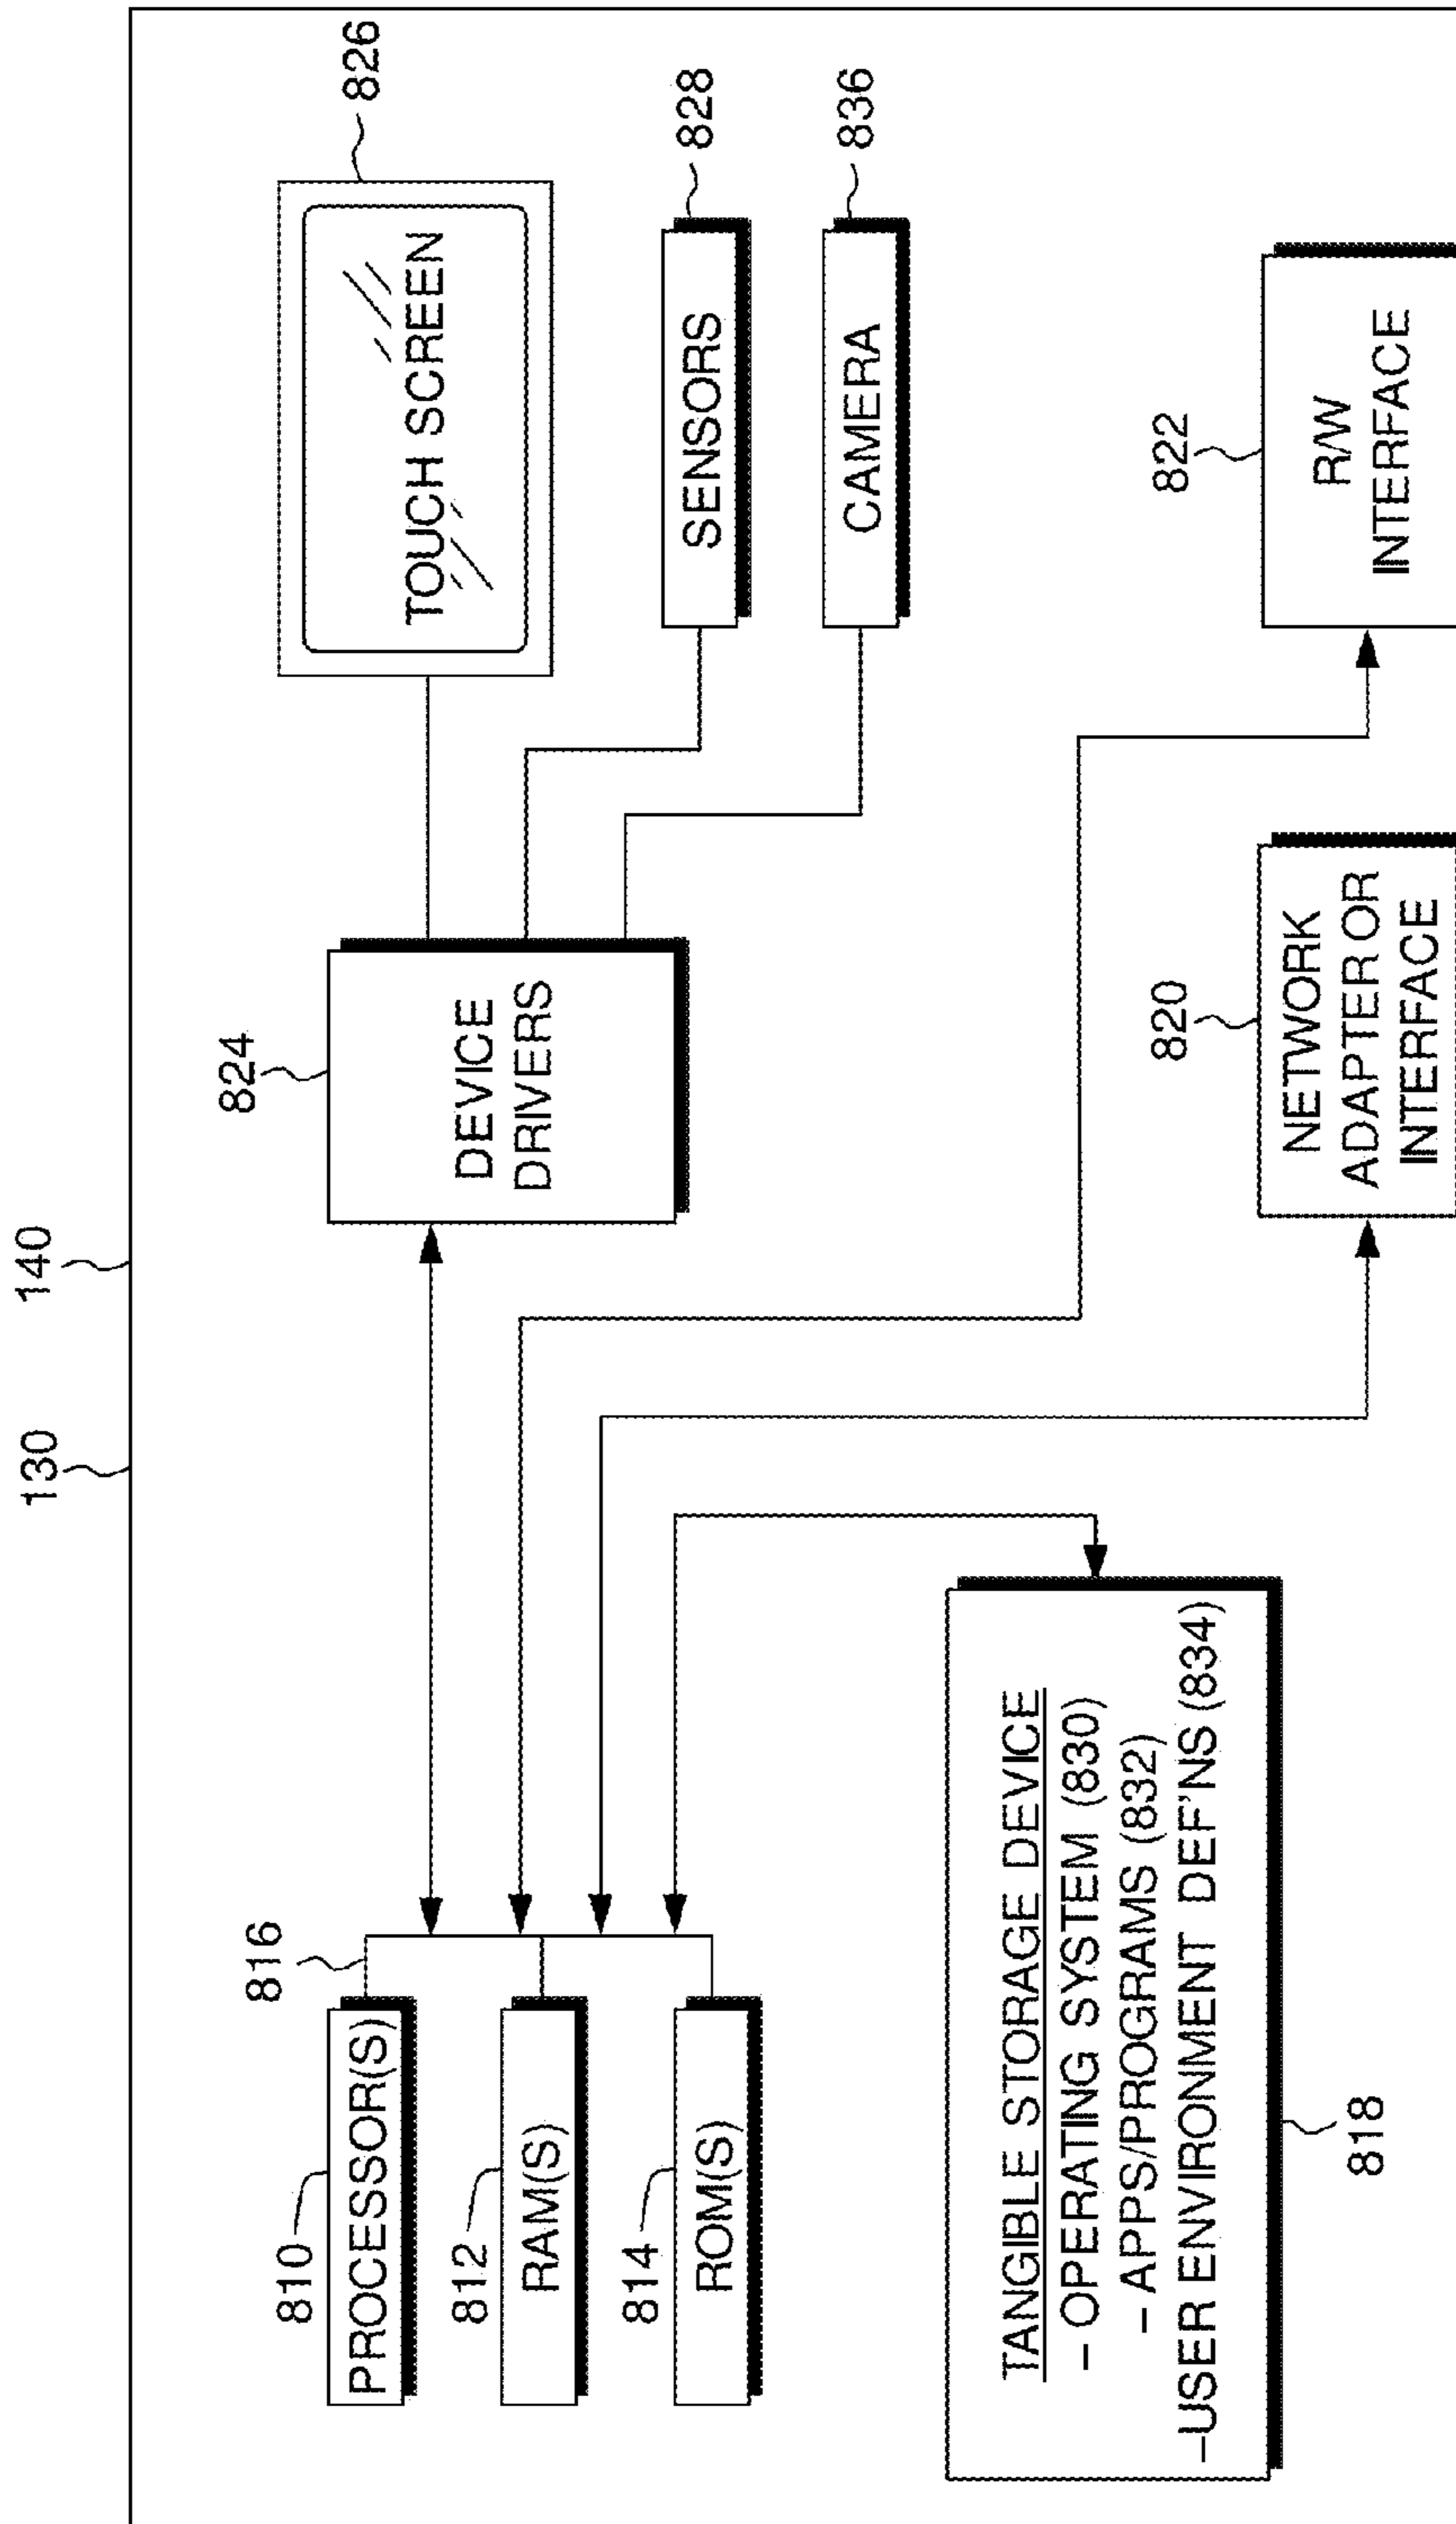 130
140
810
PROCESSOR(S)
816
812
RAM(S)
814
ROM(S)
824
DEVICE
DRIVERS
TOUCH SCREEN
826
SENSORS
828
CAMERA
836
TANGIBLE STORAGE DEVICE
– OPERATING SYSTEM (830)
– APPS/PROGRAMS (832)
–USER ENVIRONMENT DEF'NS (834)
818
820
NETWORK
ADAPTER OR
INTERFACE
822
R/W
INTERFACE